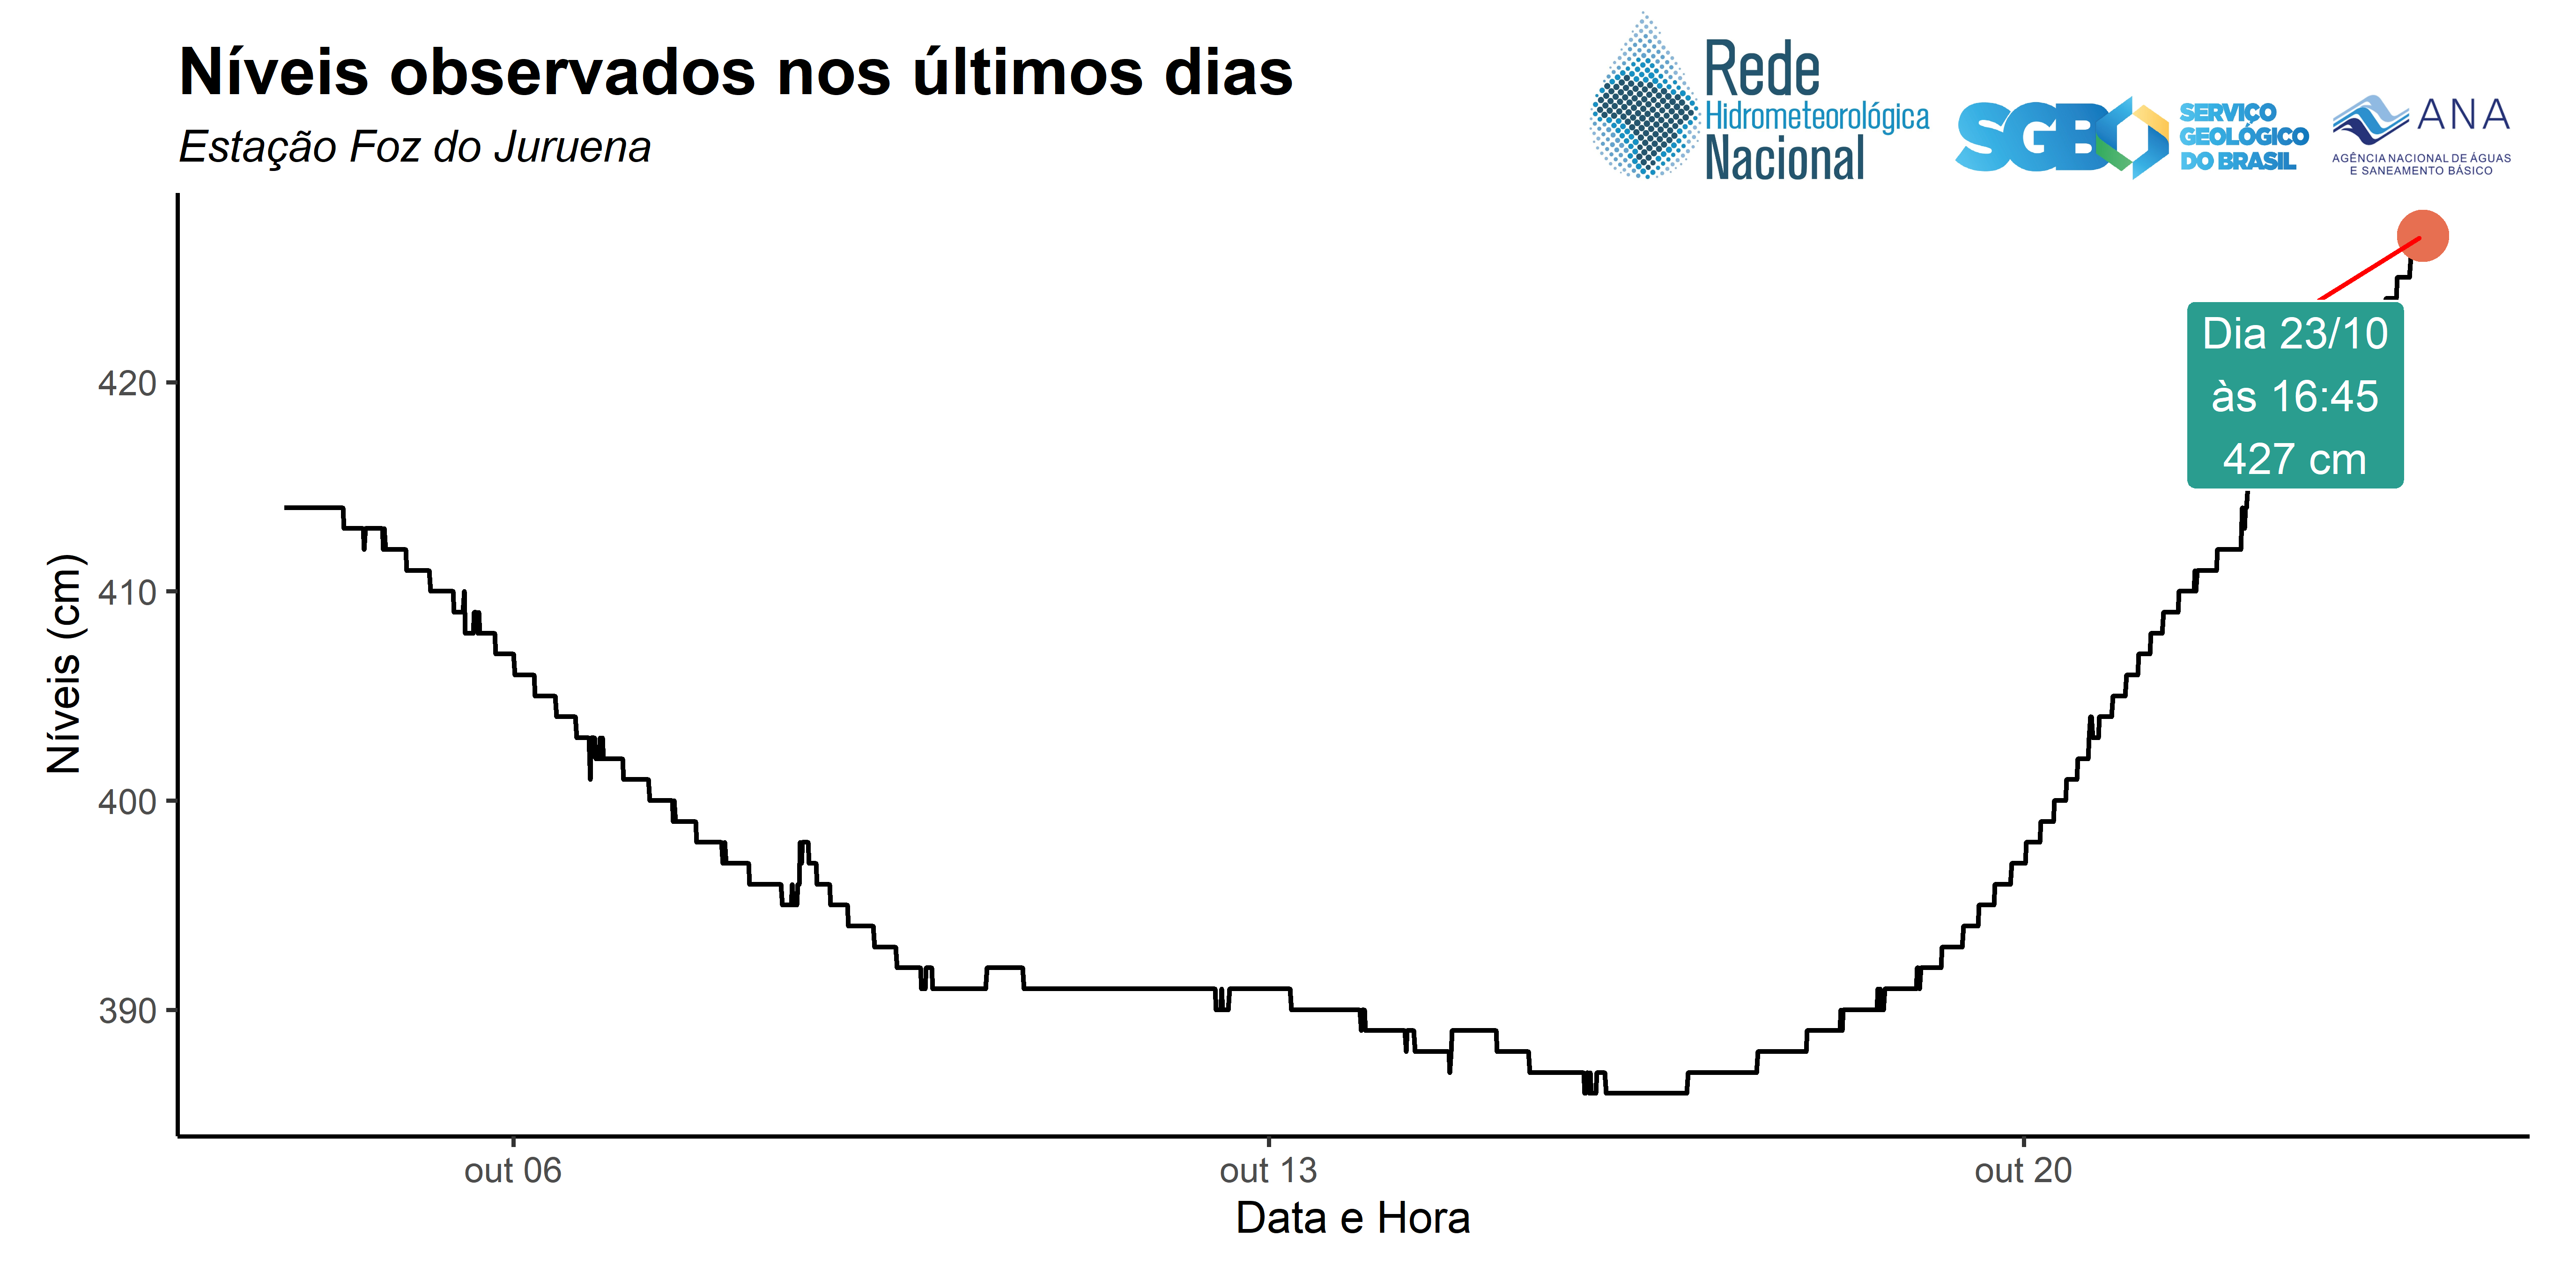 Níveis observados nos últimos dias
Estação Foz do Juruena
Rede
Hidrometeorológica
Nacional
SGB
SERVIÇO
GEOLÓGICO
DO BRASIL
ANA
AGÊNCIA NACIONAL DE ÁGUAS
E SANEAMENTO BÁSICO
Dia 23/10
às 16:45
427 cm
420
410
400
390
Níveis (cm)
out 06
out 13
out 20
Data e Hora